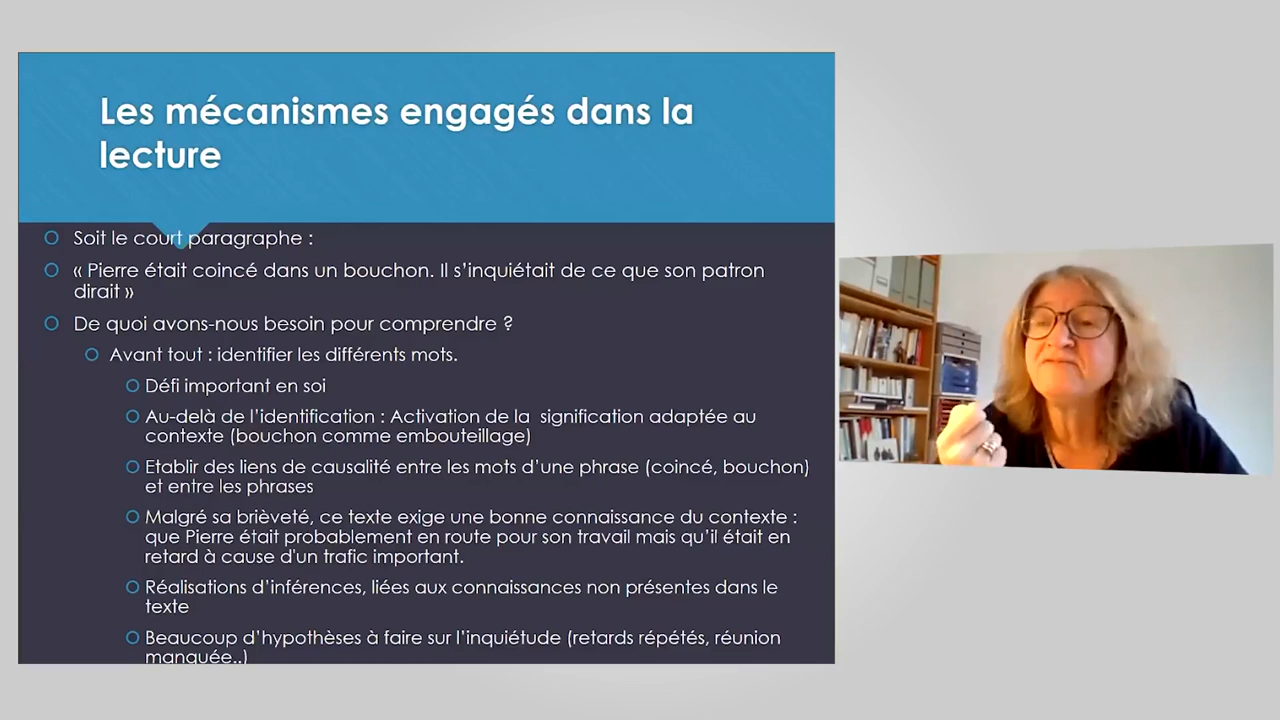 Les mécanismes engagés dans la
lecture
Soit le court paragraphe :
« Pierre était coincé dans un bouchon. Il s'inquiétait de ce que son patron
dirait »
De quoi avons-nous besoin pour comprendre ?
Avant tout : identifier les différents mots.
Défi important en soi
Au-delà de l'identification : Activation de la signification adaptée au
contexte (bouchon comme embouteillage)
Etablir des liens de causalité entre les mots d'une phrase (coincé, bouchon)
et entre les phrases
Malgré sa brièveté, ce texte exige une bonne connaissance du contexte :
que Pierre était probablement en route pour son travail mais qu'il était en
retard à cause d'un trafic important.
Réalisations d'inférences, liées aux connaissances non présentes dans le
texte
Beaucoup d'hypothèses à faire sur l'inquiétude (retards répétés, réunion
manquée..)